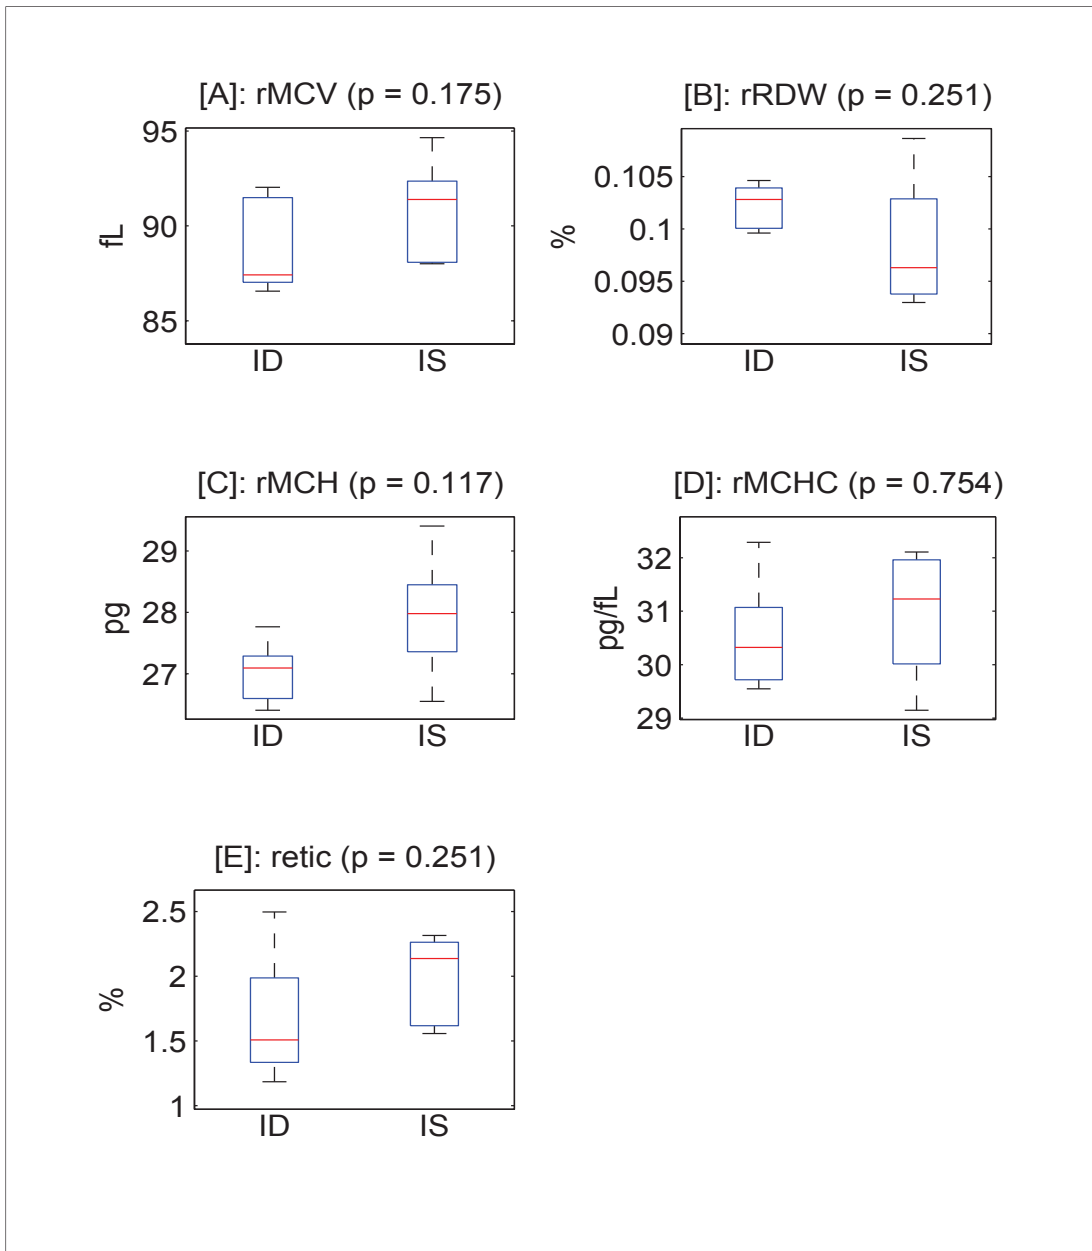 [A]: rMCV (p = 0.175)
95
90
85
fL
ID IS
[B]: rRDW (p = 0.251)
0.105
0.1
0.095
0.09
%
ID IS
[C]: rMCH (p = 0.117)
29
28
27
pg
ID IS
[D]: rMCHC (p = 0.754)
32
31
30
29
pg/fL
ID IS
[E]: retic (p = 0.251)
2.5
2
1.5
1
%
ID IS